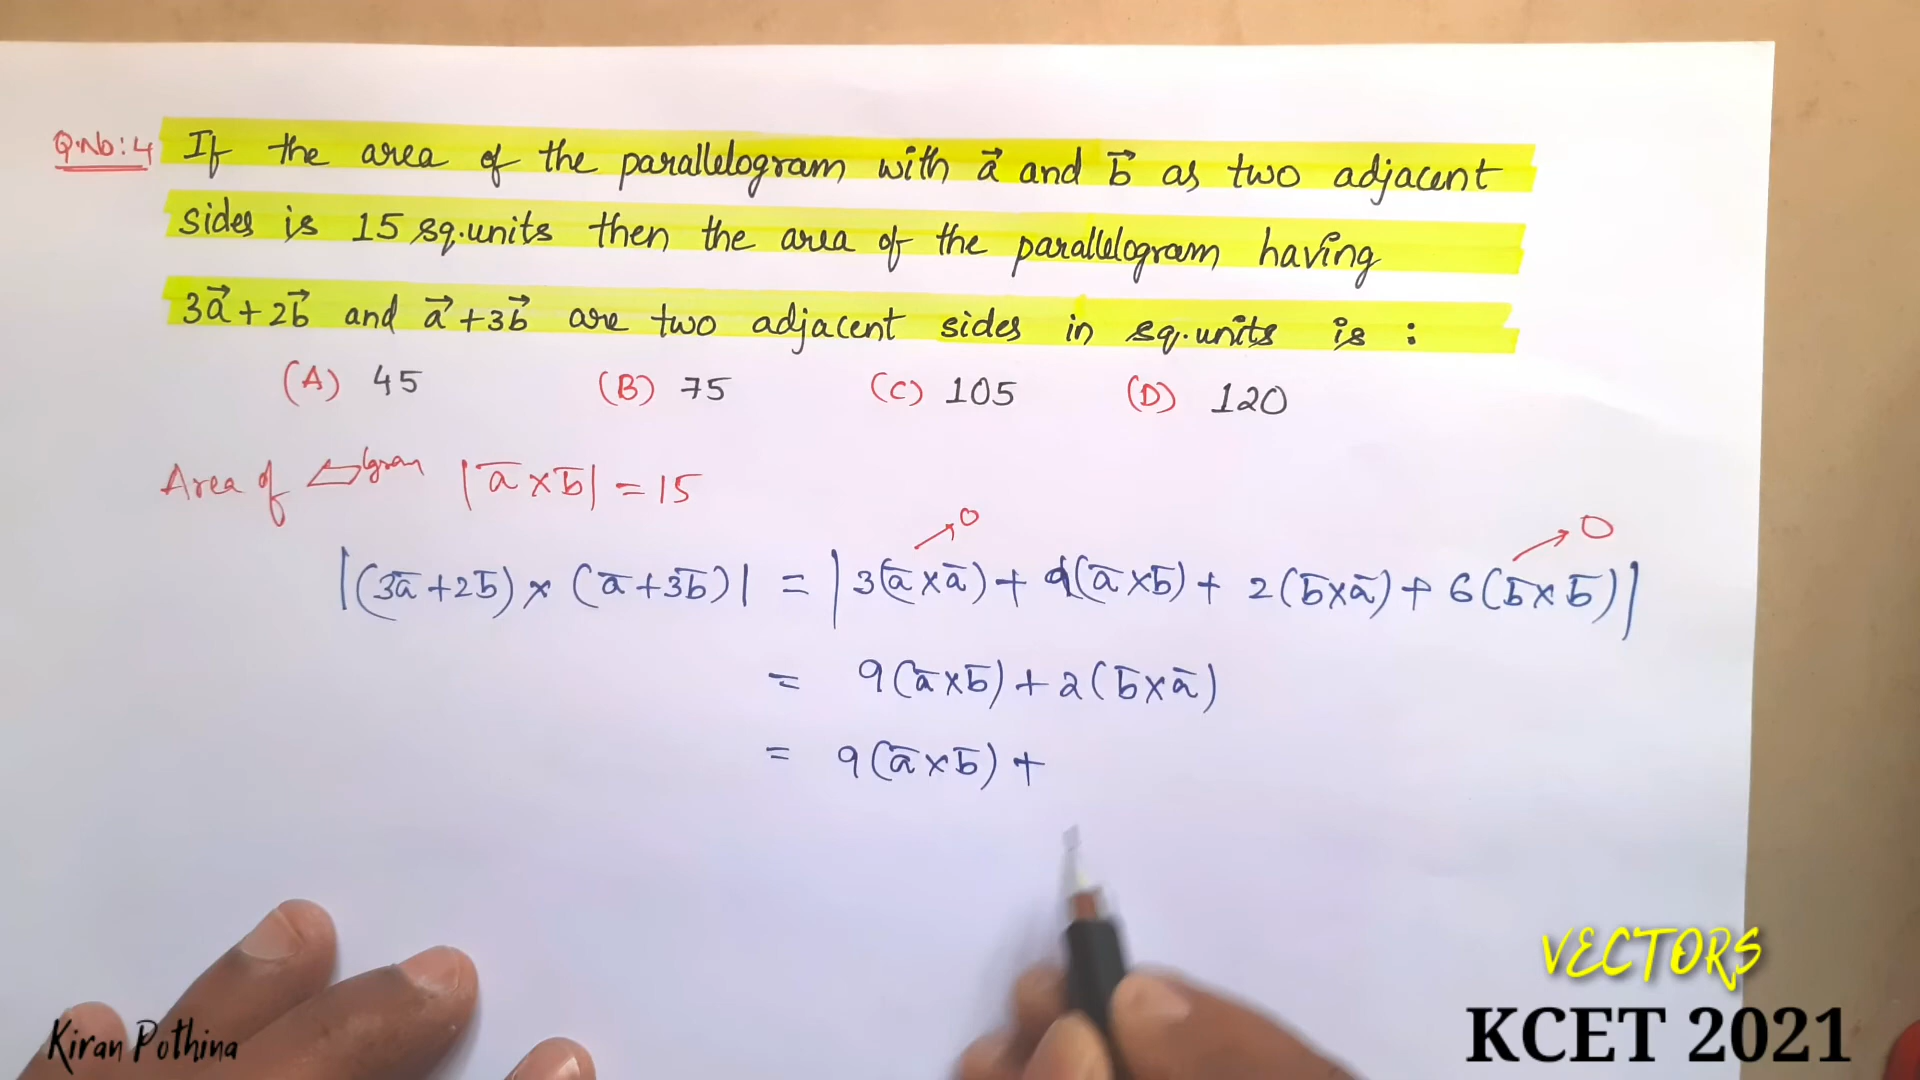 Q.No:4 If the area of the parallelogram with a⃗ and b⃗ as two adjacent
sides is 15 sq.units then the area of the parallelogram having
3a⃗ + 2b⃗ and a⃗ + 3b⃗ are two adjacent sides in sq.units is :
(A) 45 (B) 75 (C) 105 (D) 120
Area of ▱gram |a̅ × b̅| = 15
0 0
|(3a̅ + 2b̅) × (a̅ + 3b̅)| = |3(a̅ × a̅) + 9(a̅ × b̅) + 2(b̅ × a̅) + 6(b̅ × b̅)|
= 9(a̅ × b̅) + 2(b̅ × a̅)
= 9(a̅ × b̅) +
VECTORS
KCET 2021
Kiran Pothina